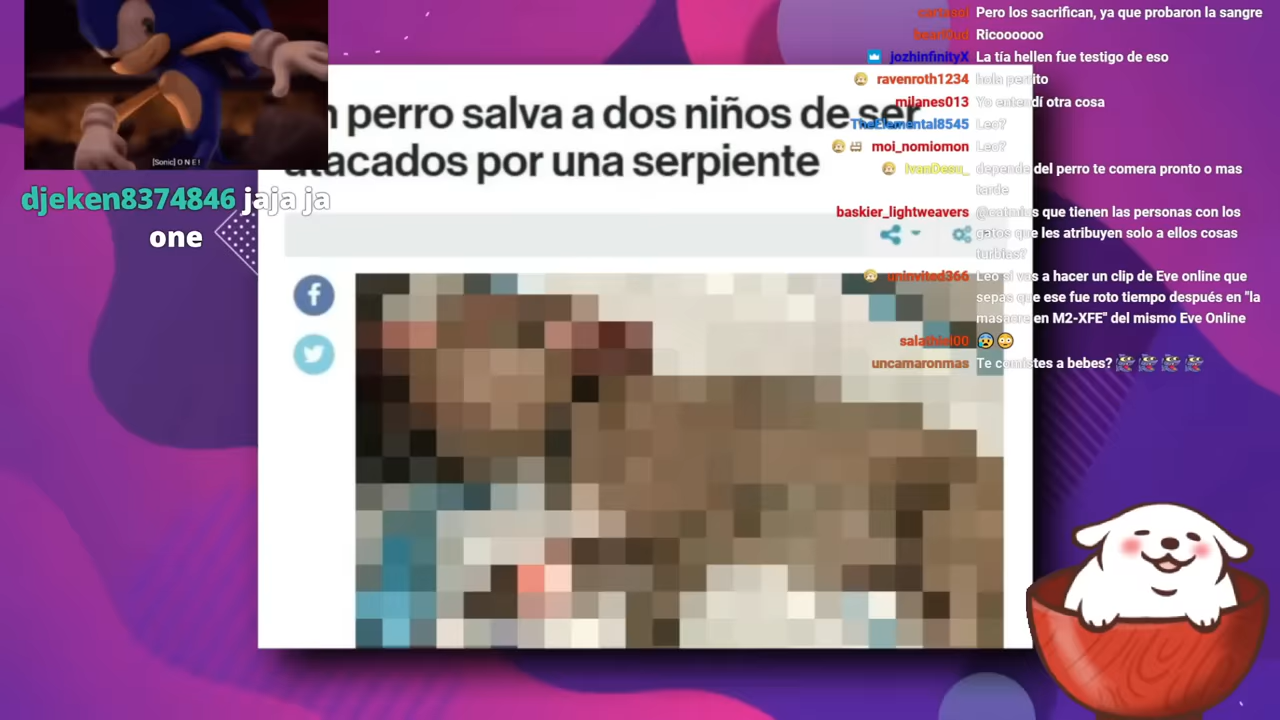 [Sonic] O N E !
djeken8374846 jaja ja
one
perro salva a dos niños de ser
atacados por una serpiente
f
cartusol Pero los sacrifican, ya que probaron la sangre
Ricoooooo
jozhinfinityX La tía hellen fue testigo de eso
ravenroth1234 hola perrito
milanes013 Yo entendí otra cosa
TheElemental8545 Leo?
moi_nomiomon Leo?
IvanDesu_ depende del perro te comera pronto o mas
tarde
baskier_lightweavers @catmius que tienen las personas con los
gatos que les atribuyen solo a ellos cosas
turbias?
uninvited366 Leo si vas a hacer un clip de Eve online que
sepas que ese fue roto tiempo después en "la
masacre en M2-XFE" del mismo Eve Online
salathiel00
uncamaronmas Te comistes a bebes?